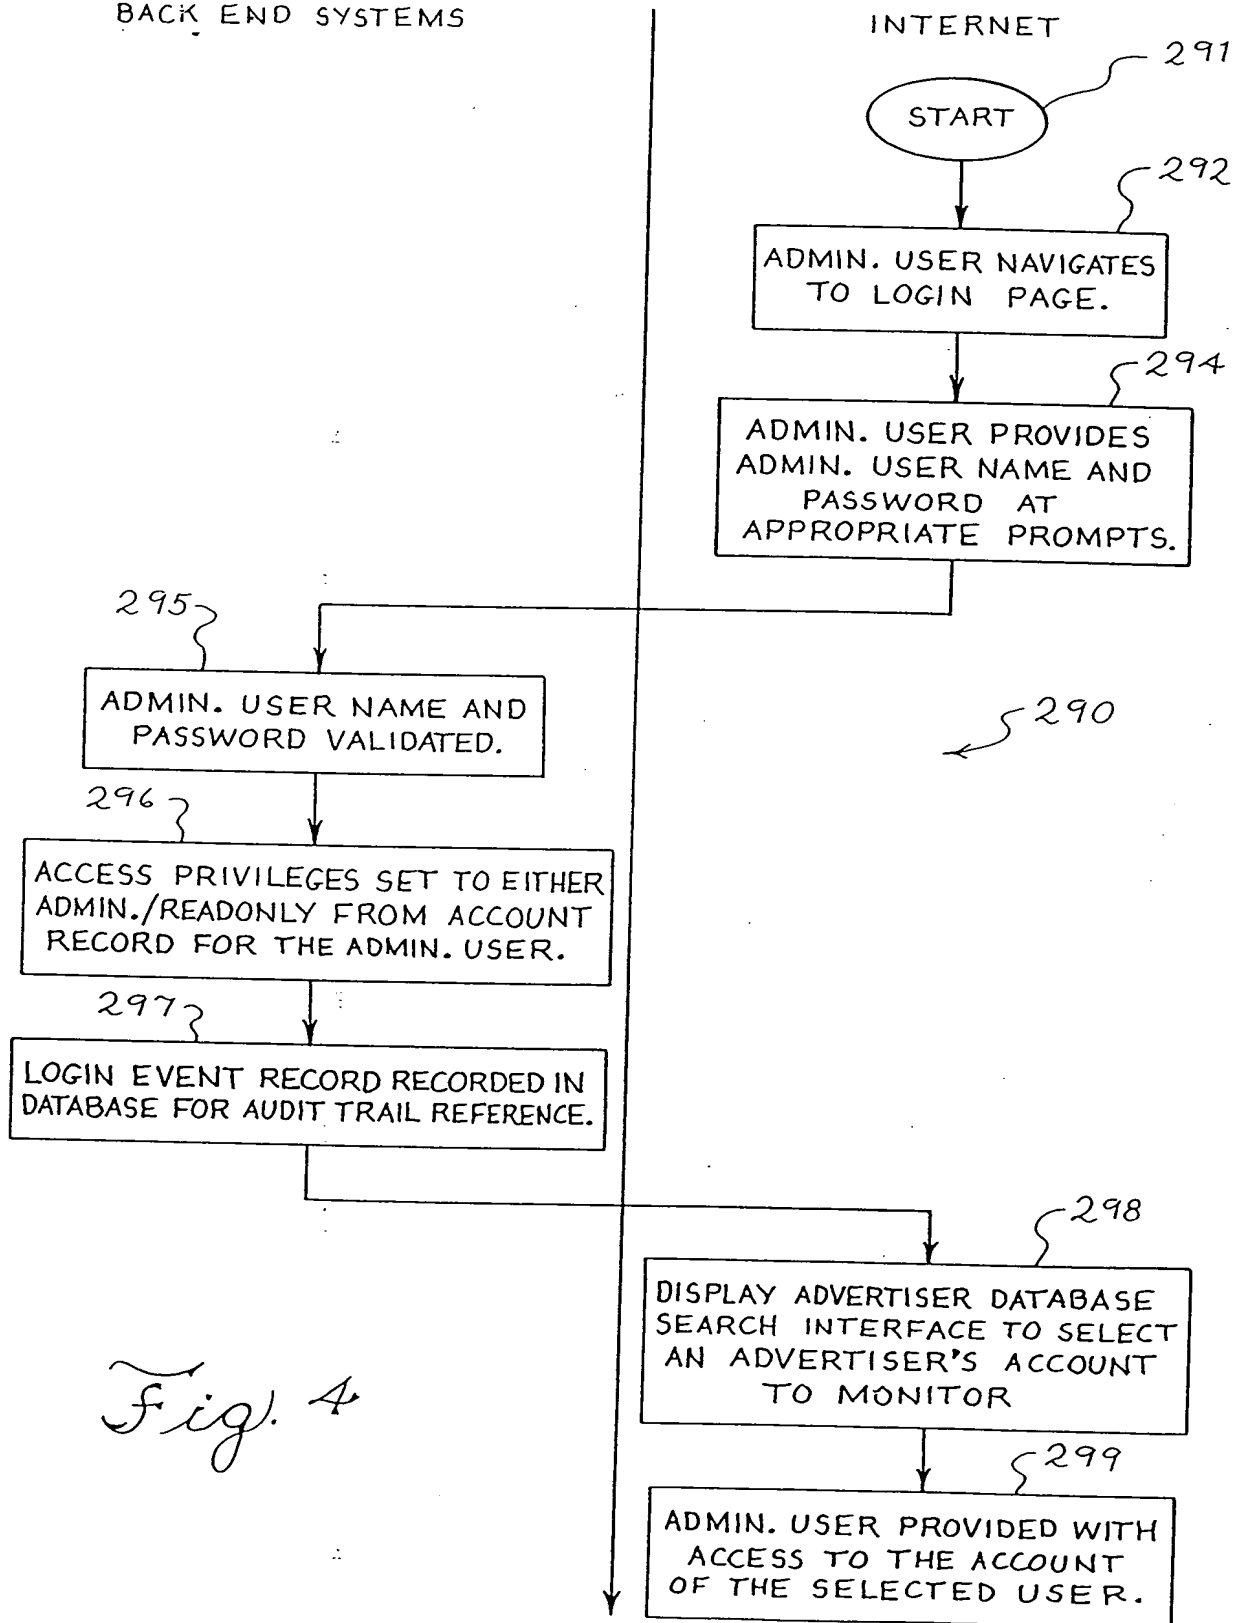 BACK END SYSTEMS
INTERNET
291
START
292
ADMIN. USER NAVIGATES
TO LOGIN PAGE.
294
ADMIN. USER PROVIDES
ADMIN. USER NAME AND
PASSWORD AT
APPROPRIATE PROMPTS.
295
ADMIN. USER NAME AND
PASSWORD VALIDATED.
290
296
ACCESS PRIVILEGES SET TO EITHER
ADMIN./READONLY FROM ACCOUNT
RECORD FOR THE ADMIN. USER.
297
LOGIN EVENT RECORD RECORDED IN
DATABASE FOR AUDIT TRAIL REFERENCE.
298
DISPLAY ADVERTISER DATABASE
SEARCH INTERFACE TO SELECT
AN ADVERTISER'S ACCOUNT
TO MONITOR
Fig. 4
299
ADMIN. USER PROVIDED WITH
ACCESS TO THE ACCOUNT
OF THE SELECTED USER.